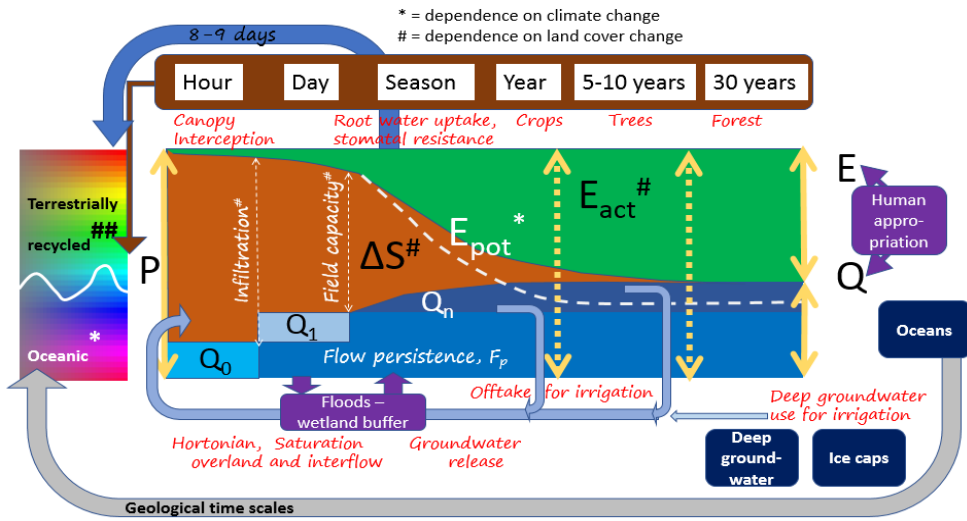 * = dependence on climate change
# = dependence on land cover change
8-9 days
Hour Day Season Year 5-10 years 30 years
Canopy
Interception
Root water uptake,
stomatal resistance
Crops
Trees
Forest
Terrestrially
recycled ##
Oceanic *
P
Infiltration#
Field capacity#
ΔS#
Epot*
Eact#
E
Human
appro-
priation
Q
Q0
Q1
Qn
Flow persistence, Fp
Oceans
Floods –
wetland buffer
Offtake for irrigation
Deep groundwater
use for irrigation
Hortonian, Saturation
overland and interflow
Groundwater
release
Deep
ground-
water
Ice caps
Geological time scales